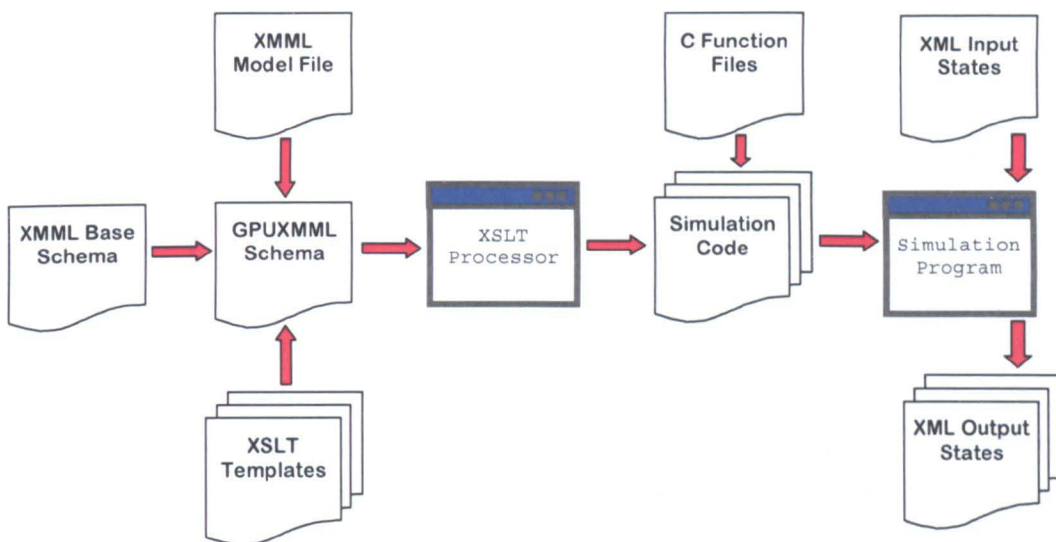 XMML
Model File
C Function
Files
XML Input
States
XMML Base
Schema
GPUXMML
Schema
XSLT
Processor
Simulation
Code
Simulation
Program
XSLT
Templates
XML Output
States